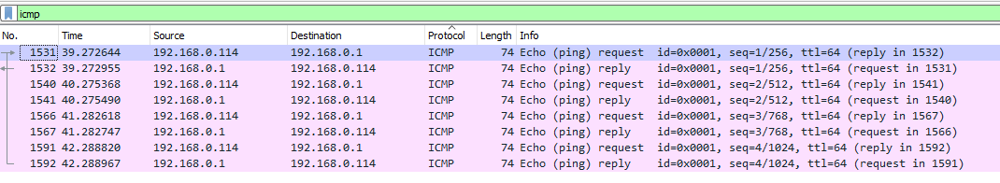 icmp
No. Time Source Destination Protocol Length Info
1531 39.272644 192.168.0.114 192.168.0.1 ICMP 74 Echo (ping) request id=0x0001, seq=1/256, ttl=64 (reply in 1532)
1532 39.272955 192.168.0.1 192.168.0.114 ICMP 74 Echo (ping) reply id=0x0001, seq=1/256, ttl=64 (request in 1531)
1540 40.275368 192.168.0.114 192.168.0.1 ICMP 74 Echo (ping) request id=0x0001, seq=2/512, ttl=64 (reply in 1541)
1541 40.275490 192.168.0.1 192.168.0.114 ICMP 74 Echo (ping) reply id=0x0001, seq=2/512, ttl=64 (request in 1540)
1566 41.282618 192.168.0.114 192.168.0.1 ICMP 74 Echo (ping) request id=0x0001, seq=3/768, ttl=64 (reply in 1567)
1567 41.282747 192.168.0.1 192.168.0.114 ICMP 74 Echo (ping) reply id=0x0001, seq=3/768, ttl=64 (request in 1566)
1591 42.288820 192.168.0.114 192.168.0.1 ICMP 74 Echo (ping) request id=0x0001, seq=4/1024, ttl=64 (reply in 1592)
1592 42.288967 192.168.0.1 192.168.0.114 ICMP 74 Echo (ping) reply id=0x0001, seq=4/1024, ttl=64 (request in 1591)